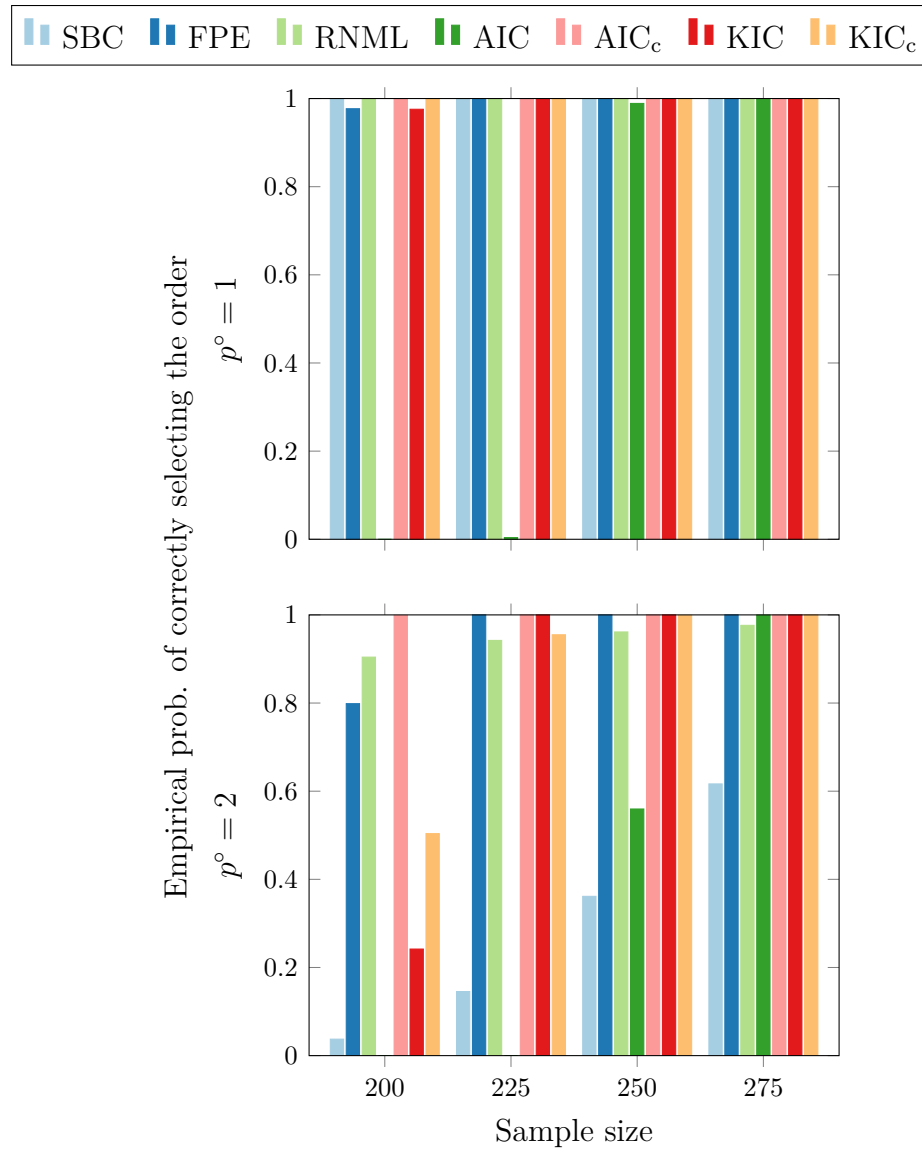 SBC FPE RNML AIC AICc KIC KICc
Empirical prob. of correctly selecting the order
p° = 1
1
0.8
0.6
0.4
0.2
0
p° = 2
1
0.8
0.6
0.4
0.2
0
200 225 250 275
Sample size